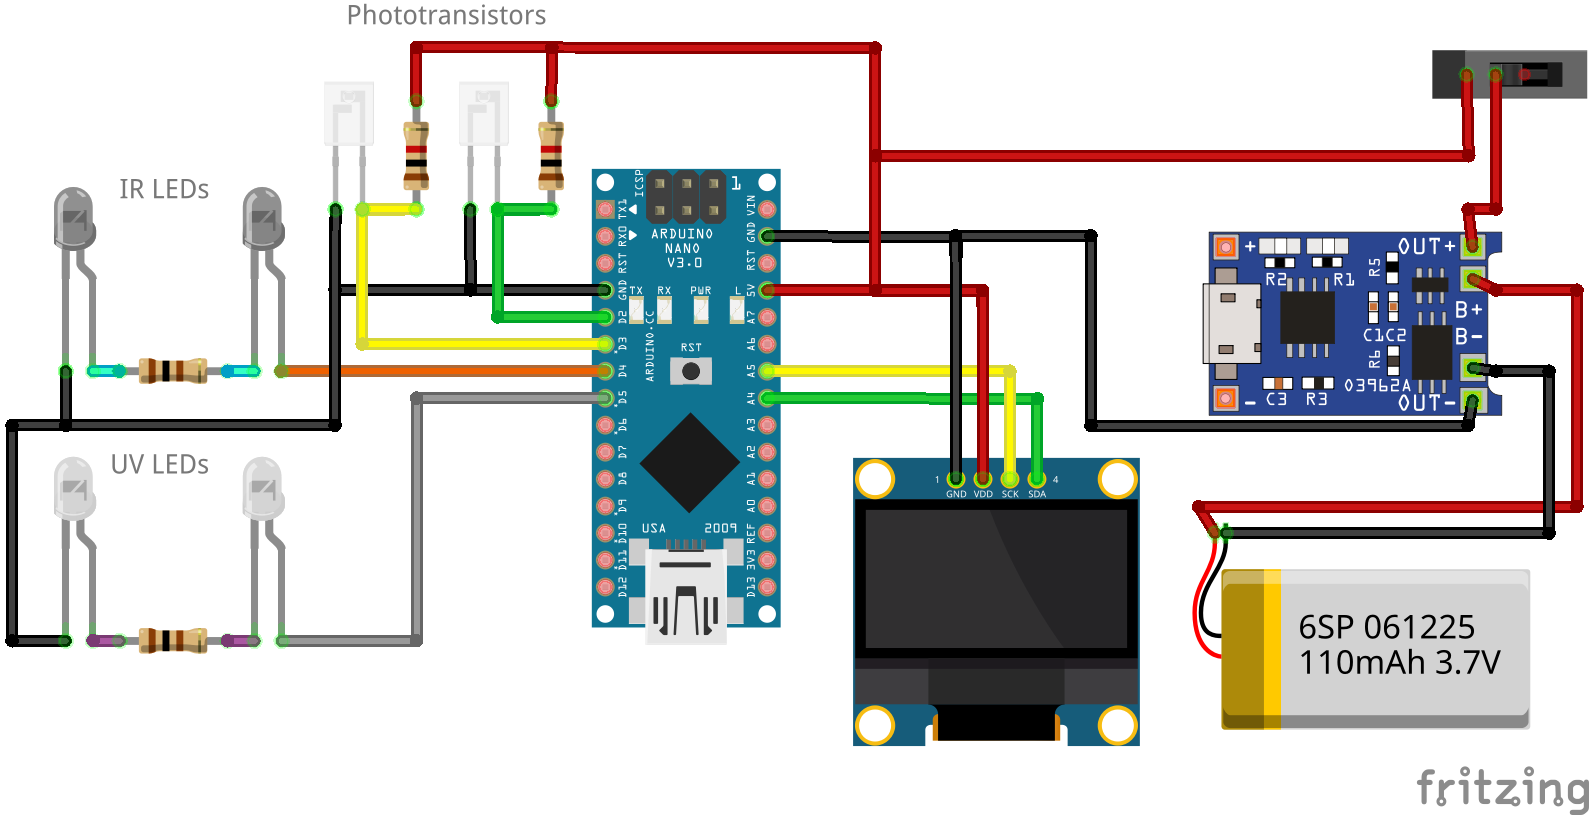 Phototransistors
IR LEDs
UV LEDs
ICSP
1
ARDUINO
NANO
V3.0
TX RX PWR L
RST
ARDUINO.CC
USA 2009
TX1
RX0
RST
GND
D2
D3
D4
D5
D6
D7
D8
D9
D10
D11
D12
VIN
GND
RST
5V
A7
A6
A5
A4
A3
A2
A1
A0
REF
3V3
D13
1 4
GND VDD SCK SDA
+ OUT+
R2 R1 R5
B+
C1 C2 B-
R6
03962A
C3 R3
- OUT-
6SP 061225
110mAh 3.7V
fritzing